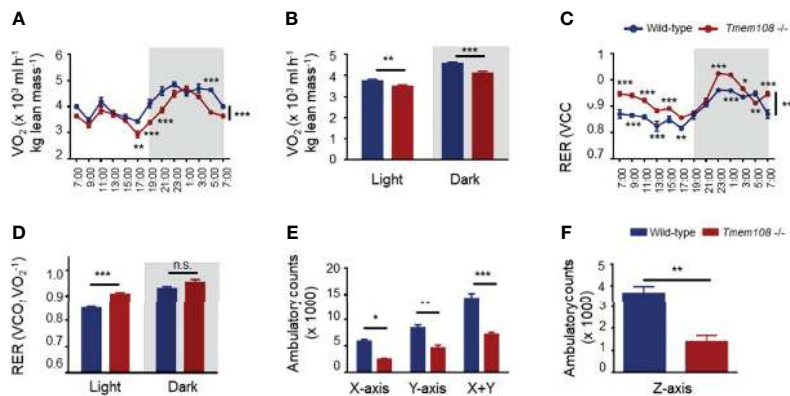 A
B
C
Wild-type Tmem108 -/-
VO₂ (x 10³ ml h⁻¹
kg lean mass⁻¹)
6
5
4
3
2
***
***
***
***
**
7:00 9:00 11:00 13:00 15:00 17:00 19:00 21:00 23:00 1:00 3:00 5:00 7:00
VO₂ (x 10³ ml h⁻¹
kg lean mass⁻¹)
5
4
3
2
1
0
** ***
Light Dark
RER (VCC
0.9
0.8
0.7
*** *** *** *** *** *** ***
*** *** ** *** * ** **
7:00 9:00 11:00 13:00 15:00 17:00 19:00 21:00 23:00 1:00 3:00 5:00 7:00
D
E
F
Wild-type Tmem108 -/-
RER (VCO VO₂⁻¹)
1.0
0.9
0.8
0.7
0.6
*** n.s.
Light Dark
Ambulatory counts
(x 1000)
20
15
10
5
0
* ***
X-axis Y-axis X+Y
Ambulatory counts
(x 1000)
5
4
3
2
1
0
**
Z-axis